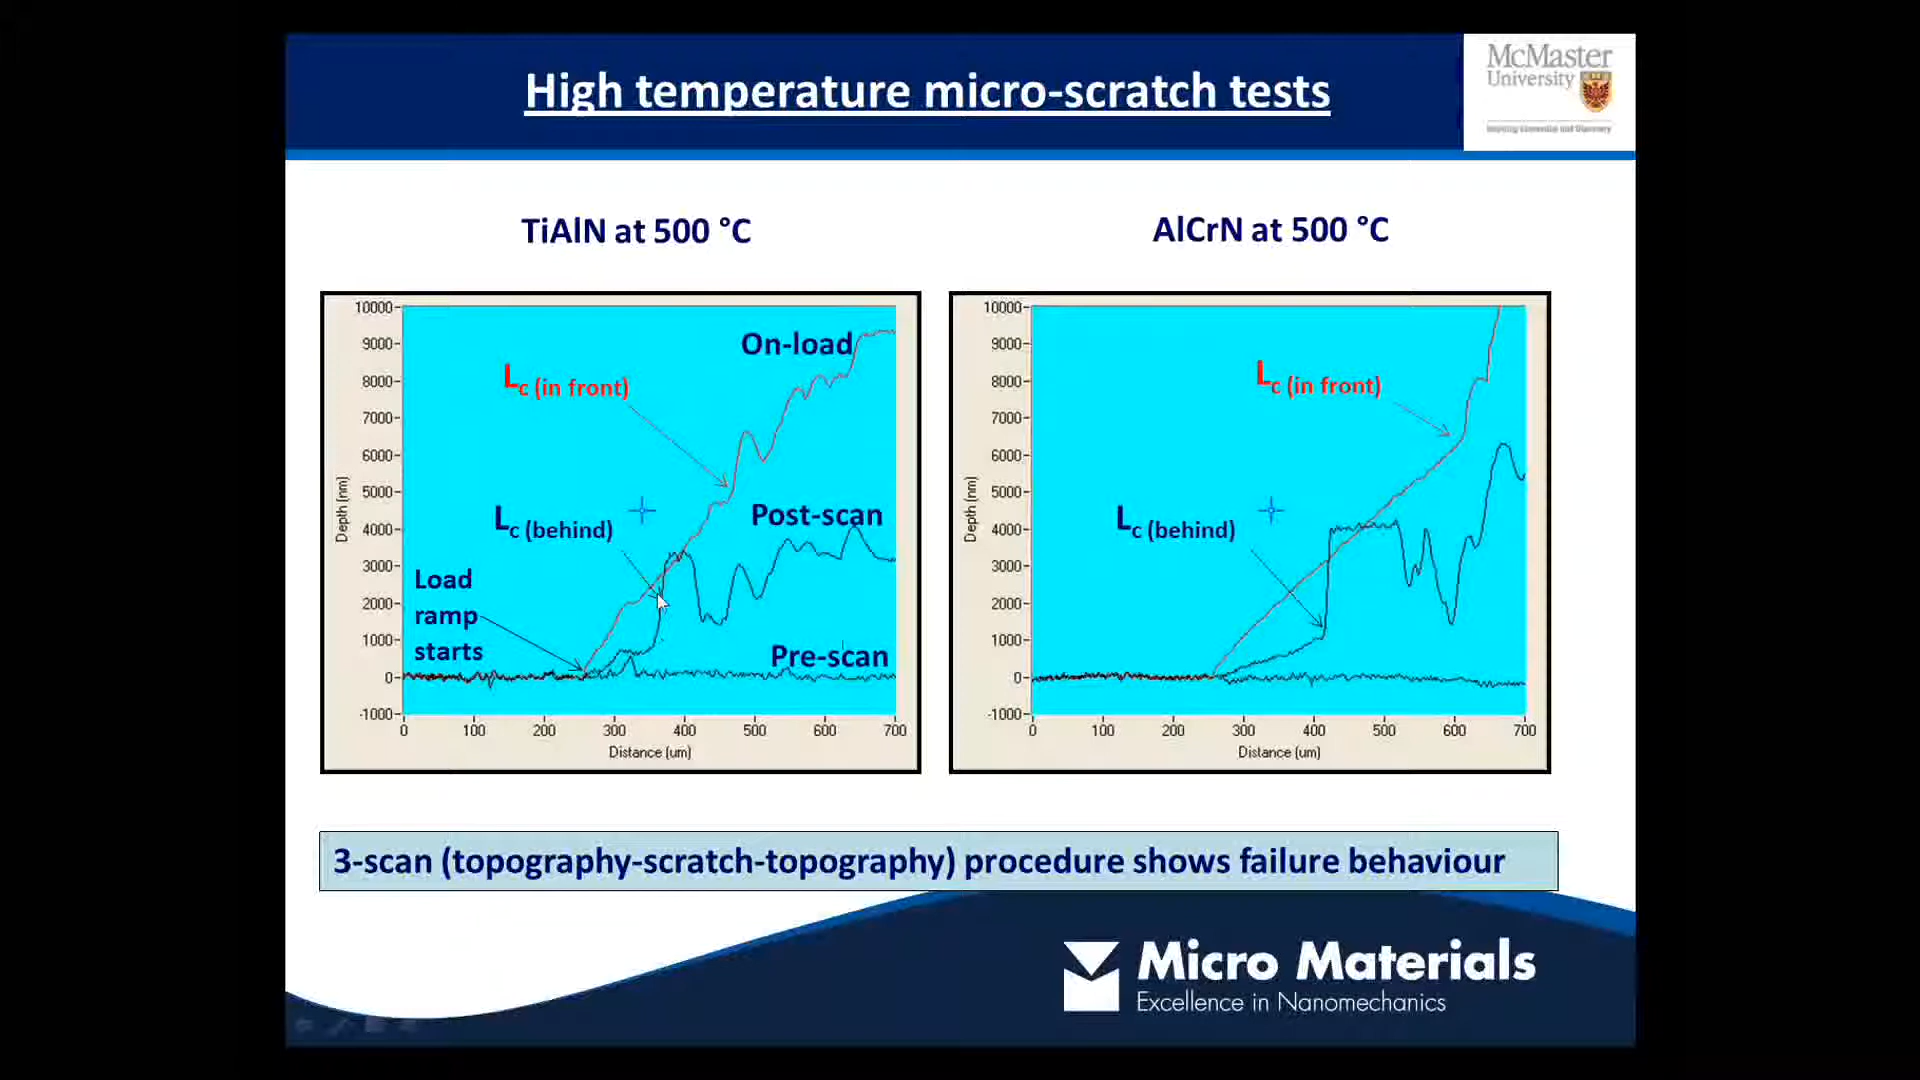 High temperature micro-scratch tests
McMaster
University
TiAlN at 500 °C
AlCrN at 500 °C
10000
9000
8000
7000
6000
5000
4000
3000
2000
1000
0
-1000
Depth (nm)
0 100 200 300 400 500 600 700
Distance (um)
On-load
Lc (in front)
Lc (behind)
Post-scan
Load
ramp
starts
Pre-scan
10000
9000
8000
7000
6000
5000
4000
3000
2000
1000
0
-1000
Depth (nm)
0 100 200 300 400 500 600 700
Distance (um)
Lc (in front)
Lc (behind)
3-scan (topography-scratch-topography) procedure shows failure behaviour
Micro Materials
Excellence in Nanomechanics